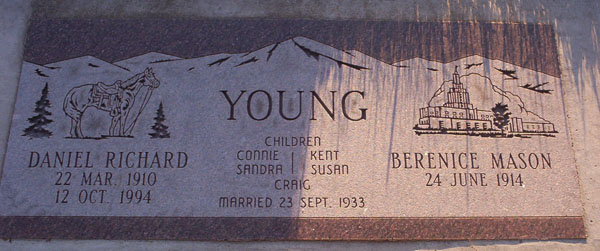 YOUNG
DANIEL RICHARD
22 MAR. 1910
12 OCT. 1994
CHILDREN
CONNIE | KENT
SANDRA | SUSAN
CRAIG
MARRIED 23 SEPT. 1933
BERENICE MASON
24 JUNE 1914